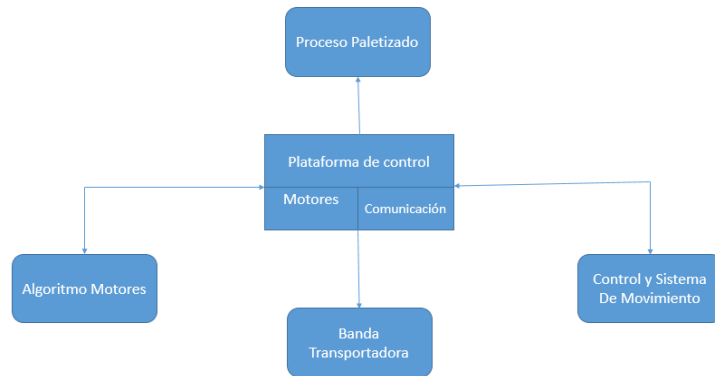 Proceso Paletizado
Plataforma de control
Motores
Comunicación
Algoritmo Motores
Control y Sistema
De Movimiento
Banda
Transportadora